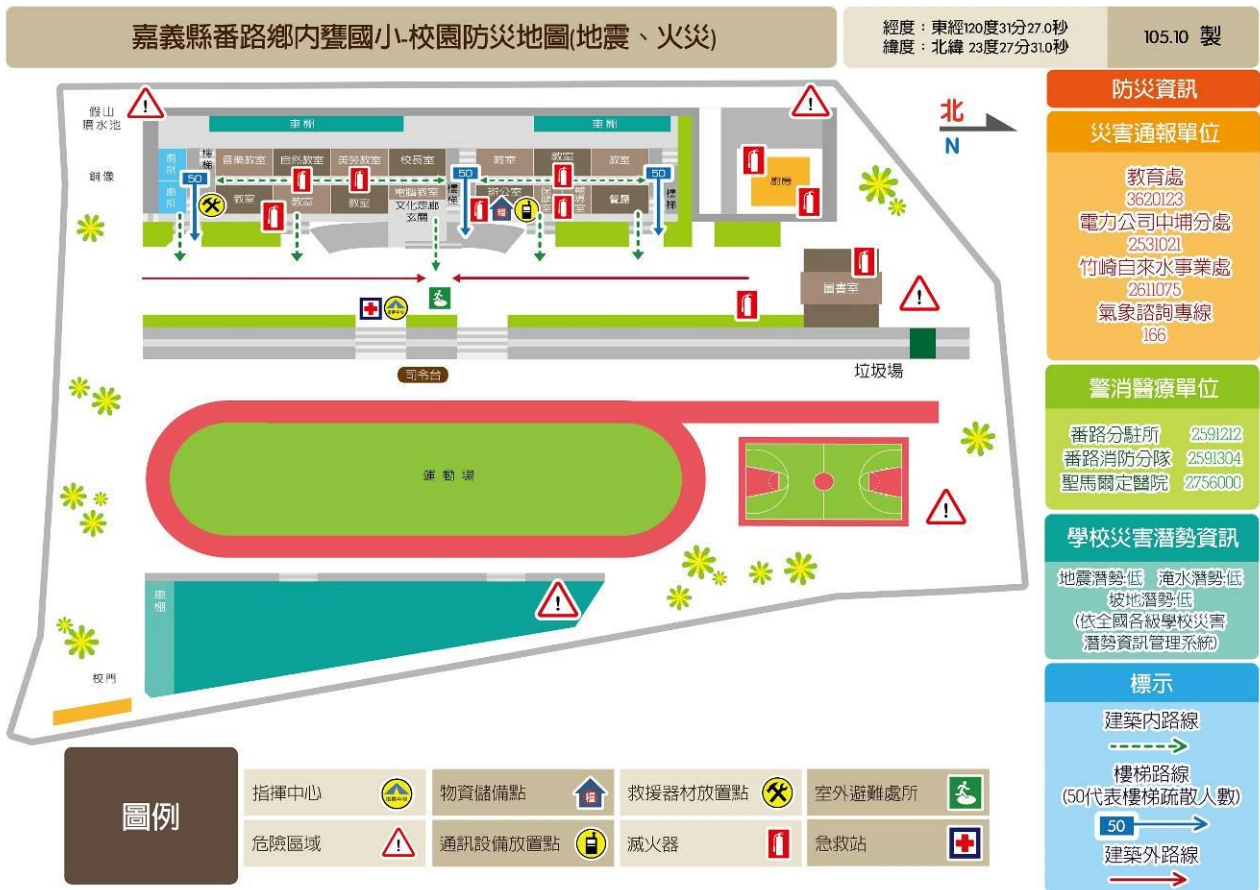 嘉義縣番路鄉內甕國小-校園防災地圖(地震、火災)
經度：東經120度31分27.0秒
緯度：北緯 23度27分31.0秒
105.10 製
假山
噴水池
銅像
車棚
車棚
廁所
樓梯
音樂教室
自然教室
美勞教室
校長室
教室
教室
教室
50
50
50
廁所
教室
教室
教室
電腦教室
文化走廊
玄關
樓梯
辦公室
保健室
輔導室
餐廳
樓梯
廚房
北
N
圖書室
指揮中心
司令台
垃圾場
運動場
車棚
校門
防災資訊
災害通報單位
教育處
3620123
電力公司中埔分處
2531021
竹崎自來水事業處
2611075
氣象諮詢專線
166
警消醫療單位
番路分駐所 2591212
番路消防分隊 2591304
聖馬爾定醫院 2756000
學校災害潛勢資訊
地震潛勢:低 淹水潛勢:低
坡地潛勢:低
(依全國各級學校災害
潛勢資訊管理系統)
標示
建築內路線
樓梯路線
(50代表樓梯疏散人數)
50
建築外路線
圖例
指揮中心
指揮中心
物資儲備點
救援器材放置點
室外避難處所
危險區域
!
通訊設備放置點
滅火器
急救站